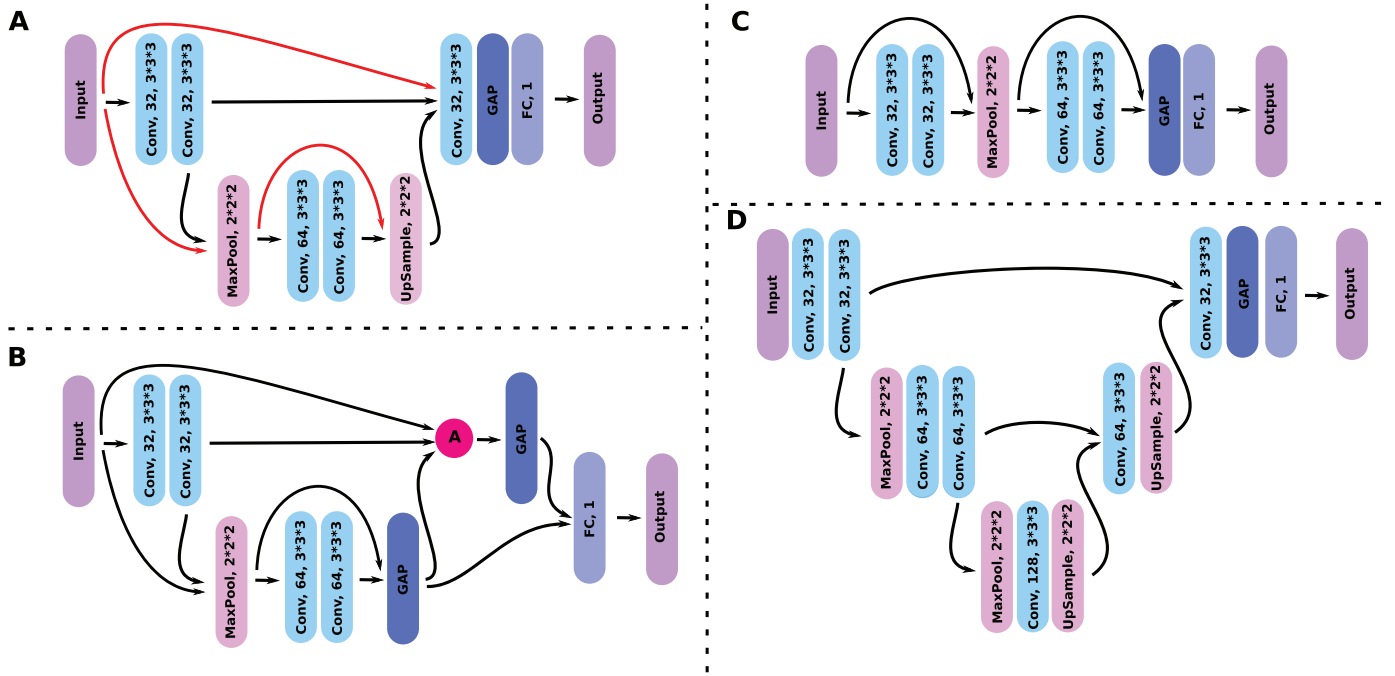 A
Input
Conv, 32, 3*3*3
Conv, 32, 3*3*3
MaxPool, 2*2*2
Conv, 64, 3*3*3
Conv, 64, 3*3*3
UpSample, 2*2*2
Conv, 32, 3*3*3
GAP
FC, 1
Output
B
Input
Conv, 32, 3*3*3
Conv, 32, 3*3*3
MaxPool, 2*2*2
Conv, 64, 3*3*3
Conv, 64, 3*3*3
GAP
A
GAP
FC, 1
Output
C
Input
Conv, 32, 3*3*3
Conv, 32, 3*3*3
MaxPool, 2*2*2
Conv, 64, 3*3*3
Conv, 64, 3*3*3
GAP
FC, 1
Output
D
Input
Conv, 32, 3*3*3
Conv, 32, 3*3*3
MaxPool, 2*2*2
Conv, 64, 3*3*3
Conv, 64, 3*3*3
MaxPool, 2*2*2
Conv, 128, 3*3*3
UpSample, 2*2*2
Conv, 64, 3*3*3
UpSample, 2*2*2
Conv, 32, 3*3*3
GAP
FC, 1
Output